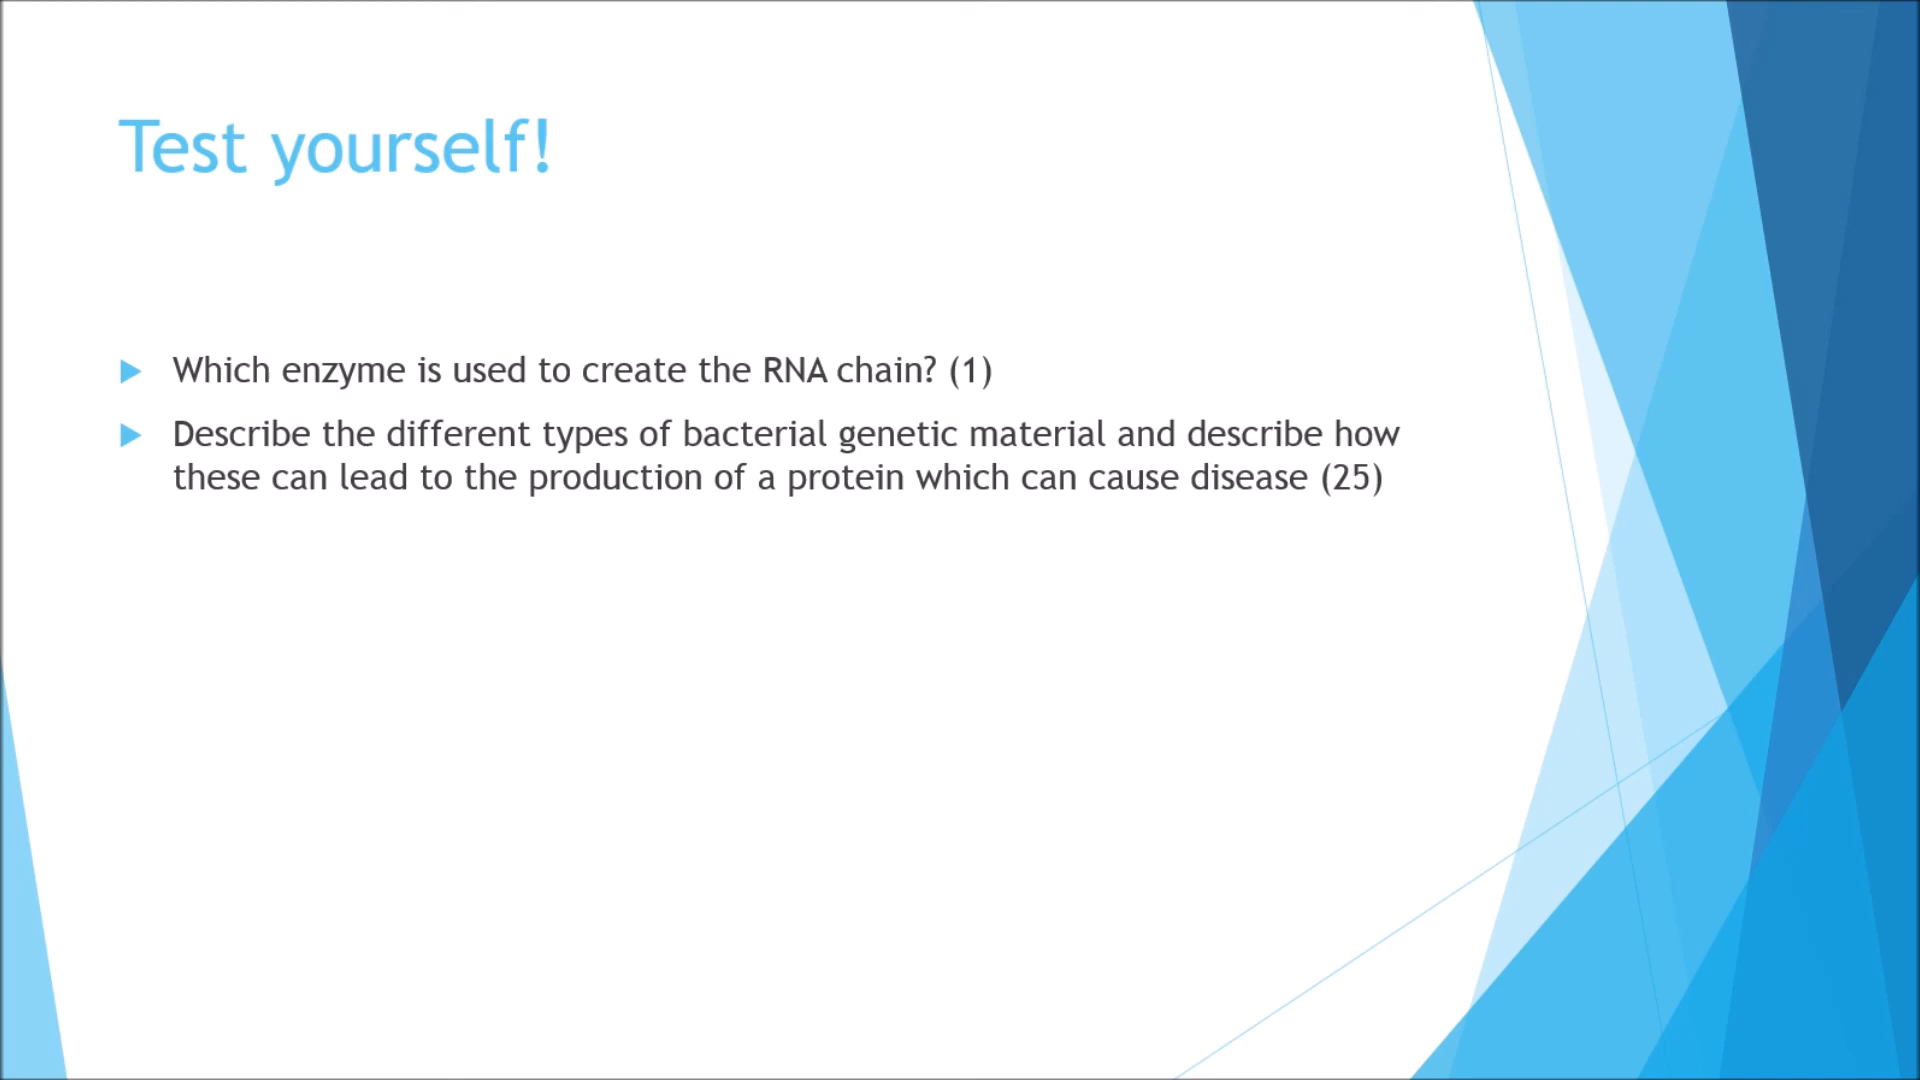 Test yourself!
Which enzyme is used to create the RNA chain? (1)
Describe the different types of bacterial genetic material and describe how
these can lead to the production of a protein which can cause disease (25)